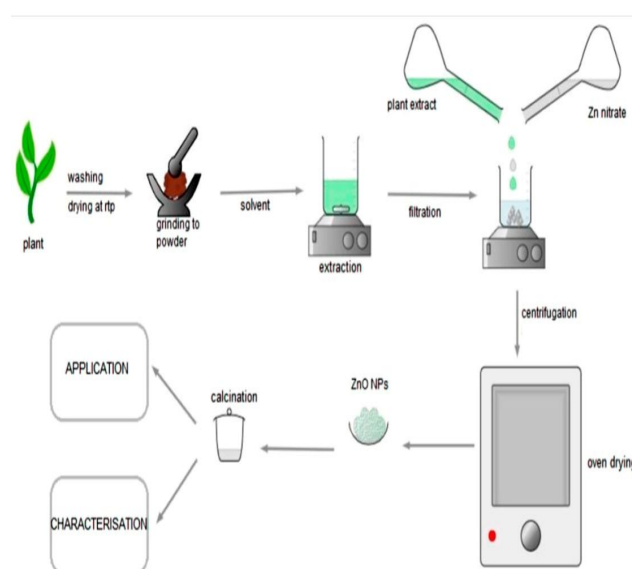 plant extract
Zn nitrate
washing
drying at rtp
plant
grinding to
powder
solvent
extraction
filtration
centrifugation
oven drying
ZnO NPs
calcination
APPLICATION
CHARACTERISATION